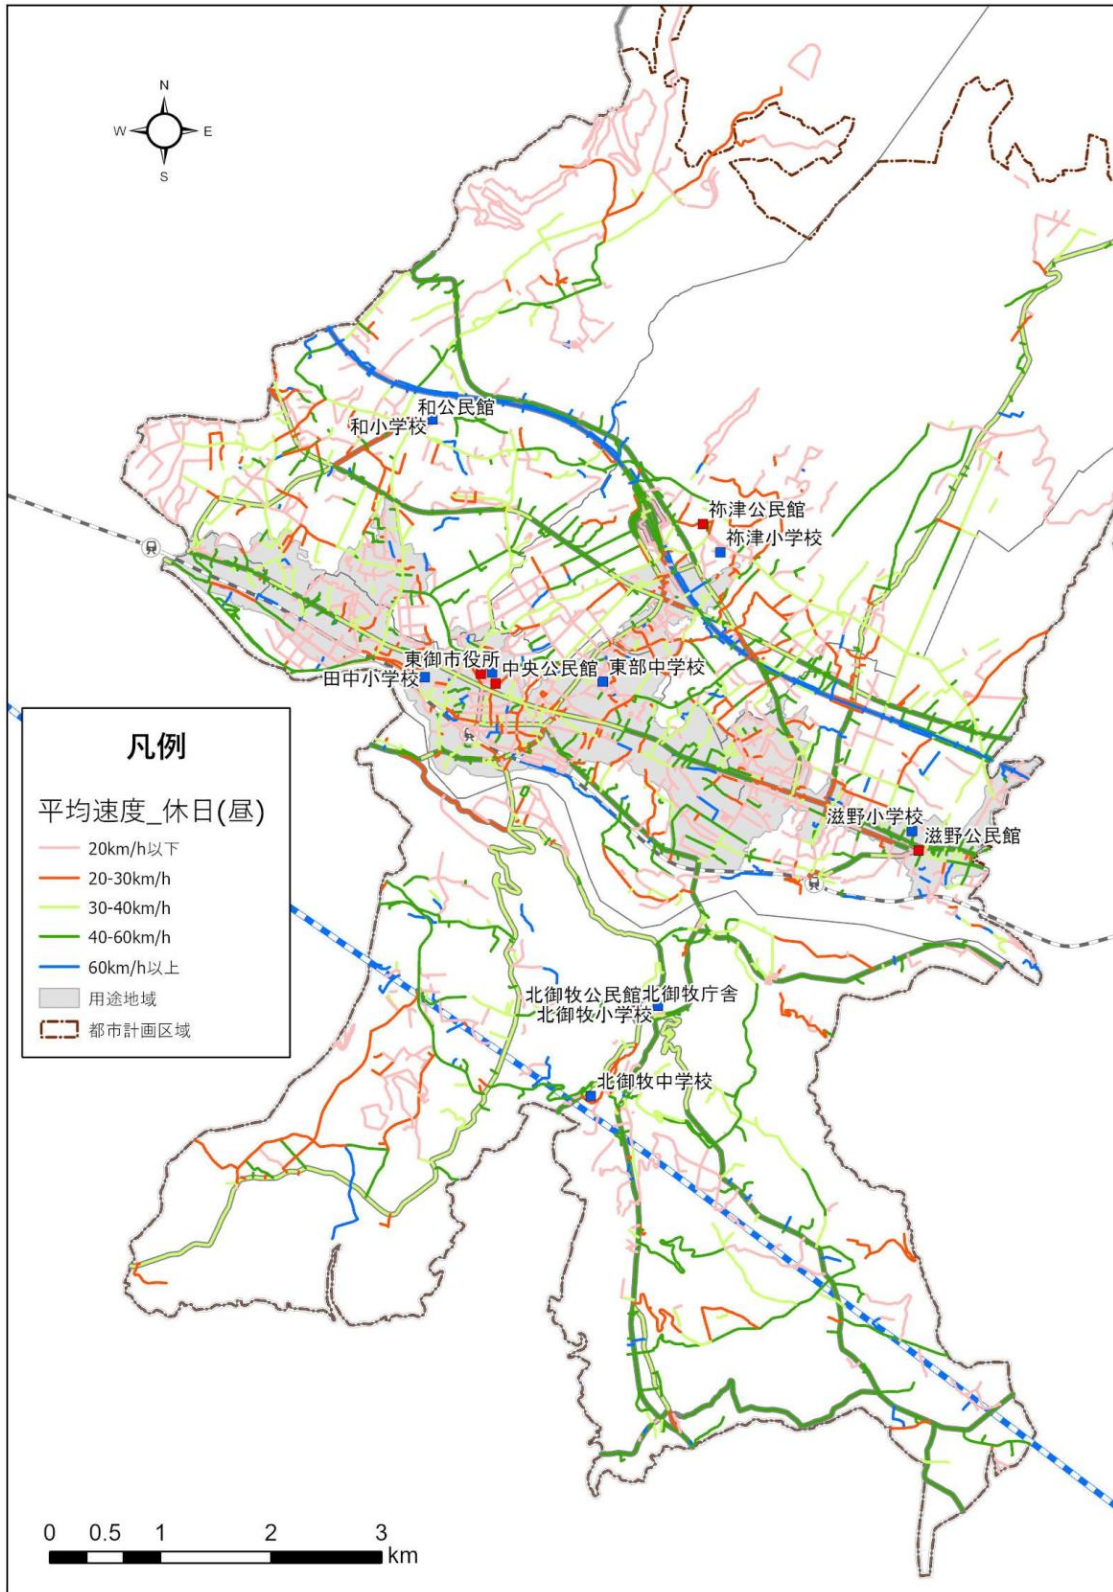 N
W E
S
和公民館
和小学校
祢津公民館
祢津小学校
東御市役所
中央公民館
東部中学校
田中小学校
凡例
平均速度_休日(昼)
20km/h以下
20-30km/h
30-40km/h
40-60km/h
60km/h以上
用途地域
都市計画区域
滋野小学校
滋野公民館
北御牧公民館
北御牧庁舎
北御牧小学校
北御牧中学校
0 0.5 1 2 3
km